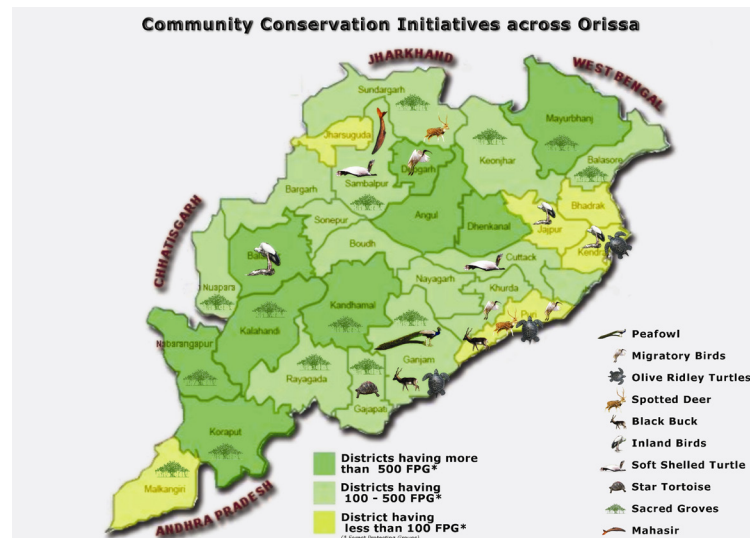 Community Conservation Initiatives across Orissa
JHARKHAND
WEST BENGAL
Sundargarh
Mayurbhanj
Jharsuguda
Keonjhar
Balasore
Deogarh
Sambalpur
Bargarh
Bhadrak
CHHATISGARH
Sonepur
Angul
Dhenkanal
Jajpur
Boudh
Cuttack
Nuapara
Nayagarh
Khurda
Kandhamal
Puri
Kalahandi
Nabarangapur
Ganjam
Rayagada
Gajapati
Koraput
Malkangiri
ANDHRA PRADESH
Peafowl
Migratory Birds
Olive Ridley Turtles
Spotted Deer
Black Buck
Inland Birds
Soft Shelled Turtle
Star Tortoise
Sacred Groves
Mahasir
Districts having more
than 500 FPG*
Districts having
100 - 500 FPG*
District having
less than 100 FPG*